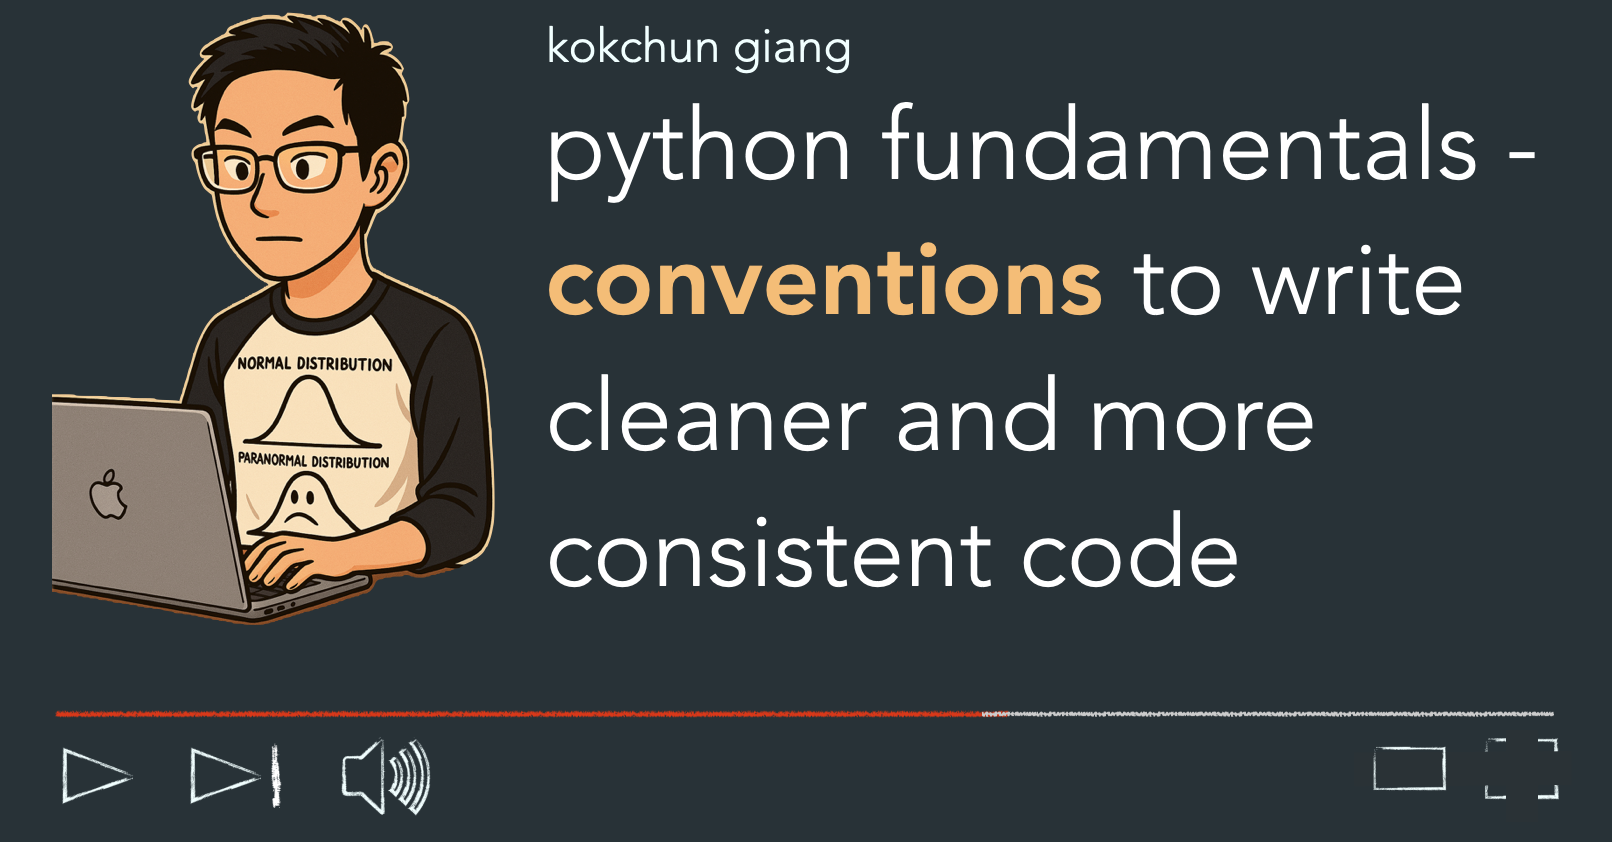 kokchun giang
python fundamentals -
conventions to write
cleaner and more
consistent code
NORMAL DISTRIBUTION
PARANORMAL DISTRIBUTION